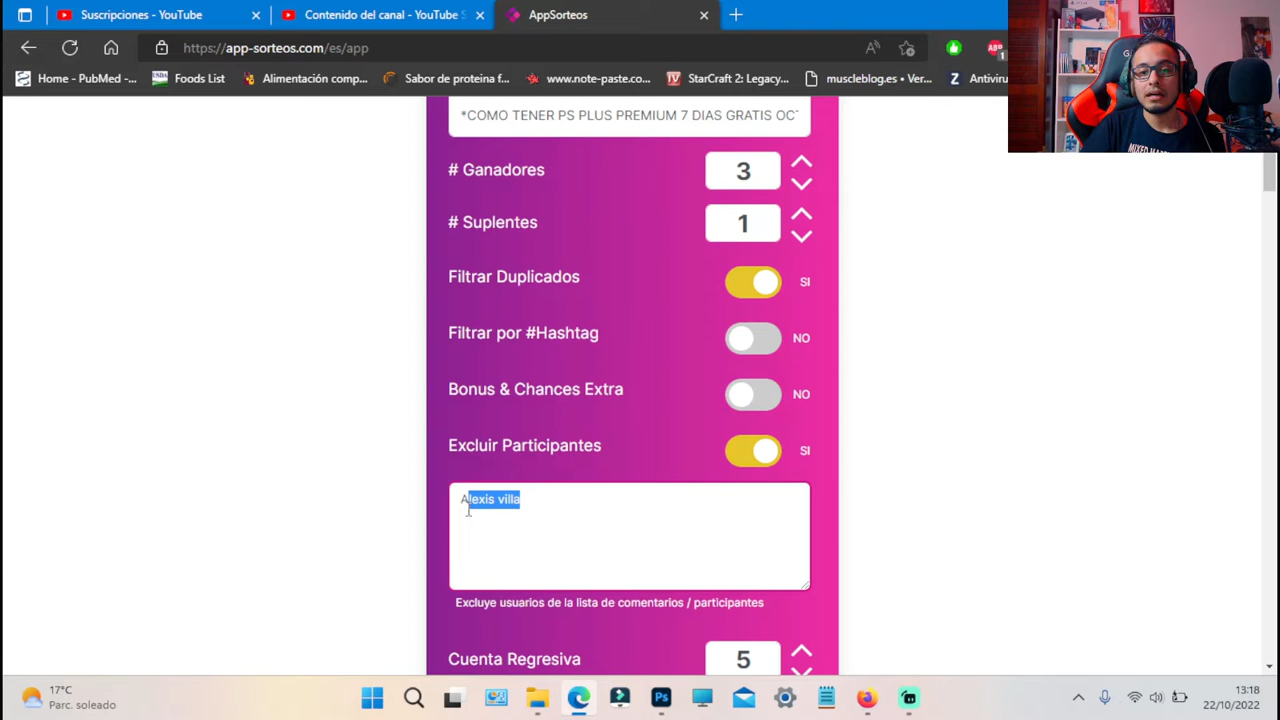 Suscripciones - YouTube
Contenido del canal - YouTube S
AppSorteos
https://app-sorteos.com/es/app
Home - PubMed -...
Foods List
Alimentación comp...
Sabor de proteina f...
www.note-paste.co...
StarCraft 2: Legacy...
muscleblog.es • Ver...
Antiviru
*COMO TENER PS PLUS PREMIUM 7 DIAS GRATIS OCT
# Ganadores
3
# Suplentes
1
Filtrar Duplicados
SI
Filtrar por #Hashtag
NO
Bonus & Chances Extra
NO
Excluir Participantes
SI
Alexis villa
Excluye usuarios de la lista de comentarios / participantes
Cuenta Regresiva
5
17°C
Parc. soleado
13:18
22/10/2022